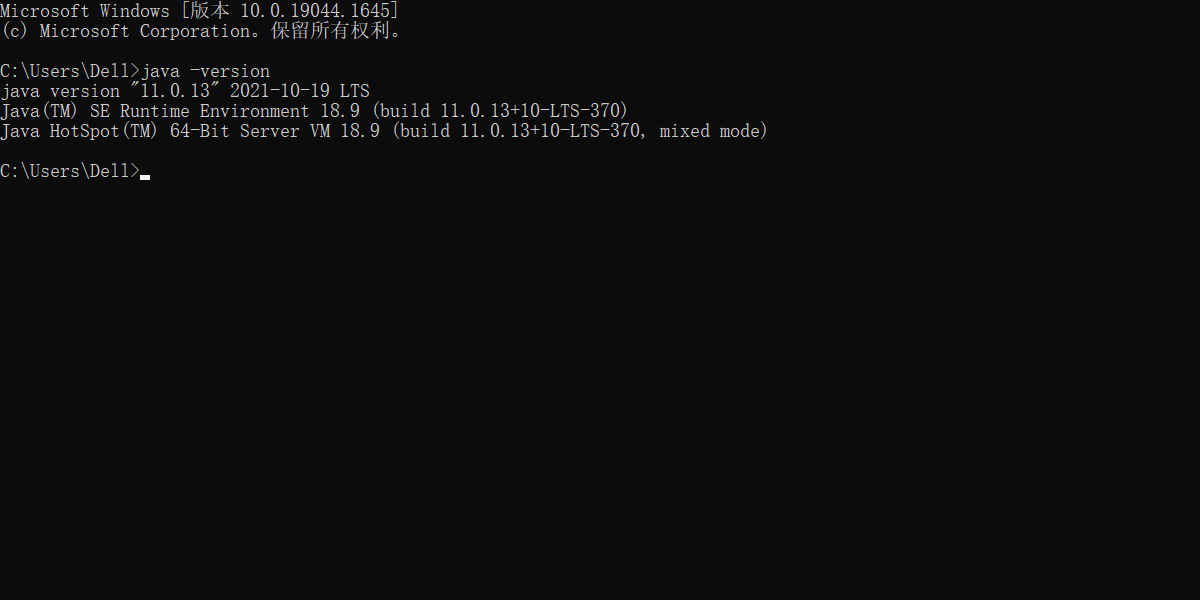 Microsoft Windows [版本 10.0.19044.1645]
(c) Microsoft Corporation。保留所有权利。
C:\Users\Dell>java -version
java version "11.0.13" 2021-10-19 LTS
Java(TM) SE Runtime Environment 18.9 (build 11.0.13+10-LTS-370)
Java HotSpot(TM) 64-Bit Server VM 18.9 (build 11.0.13+10-LTS-370, mixed mode)
C:\Users\Dell>